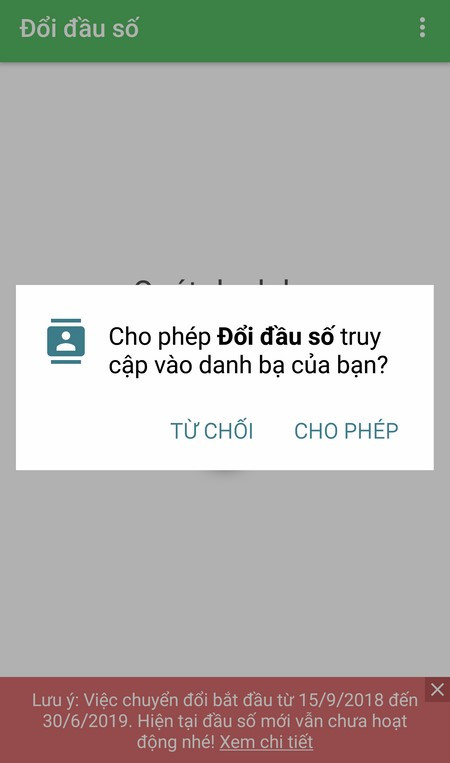 Đổi đầu số
Cho phép Đổi đầu số truy
cập vào danh bạ của bạn?
TỪ CHỐI CHO PHÉP
Lưu ý: Việc chuyển đổi bắt đầu từ 15/9/2018 đến
30/6/2019. Hiện tại đầu số mới vẫn chưa hoạt
động nhé! Xem chi tiết